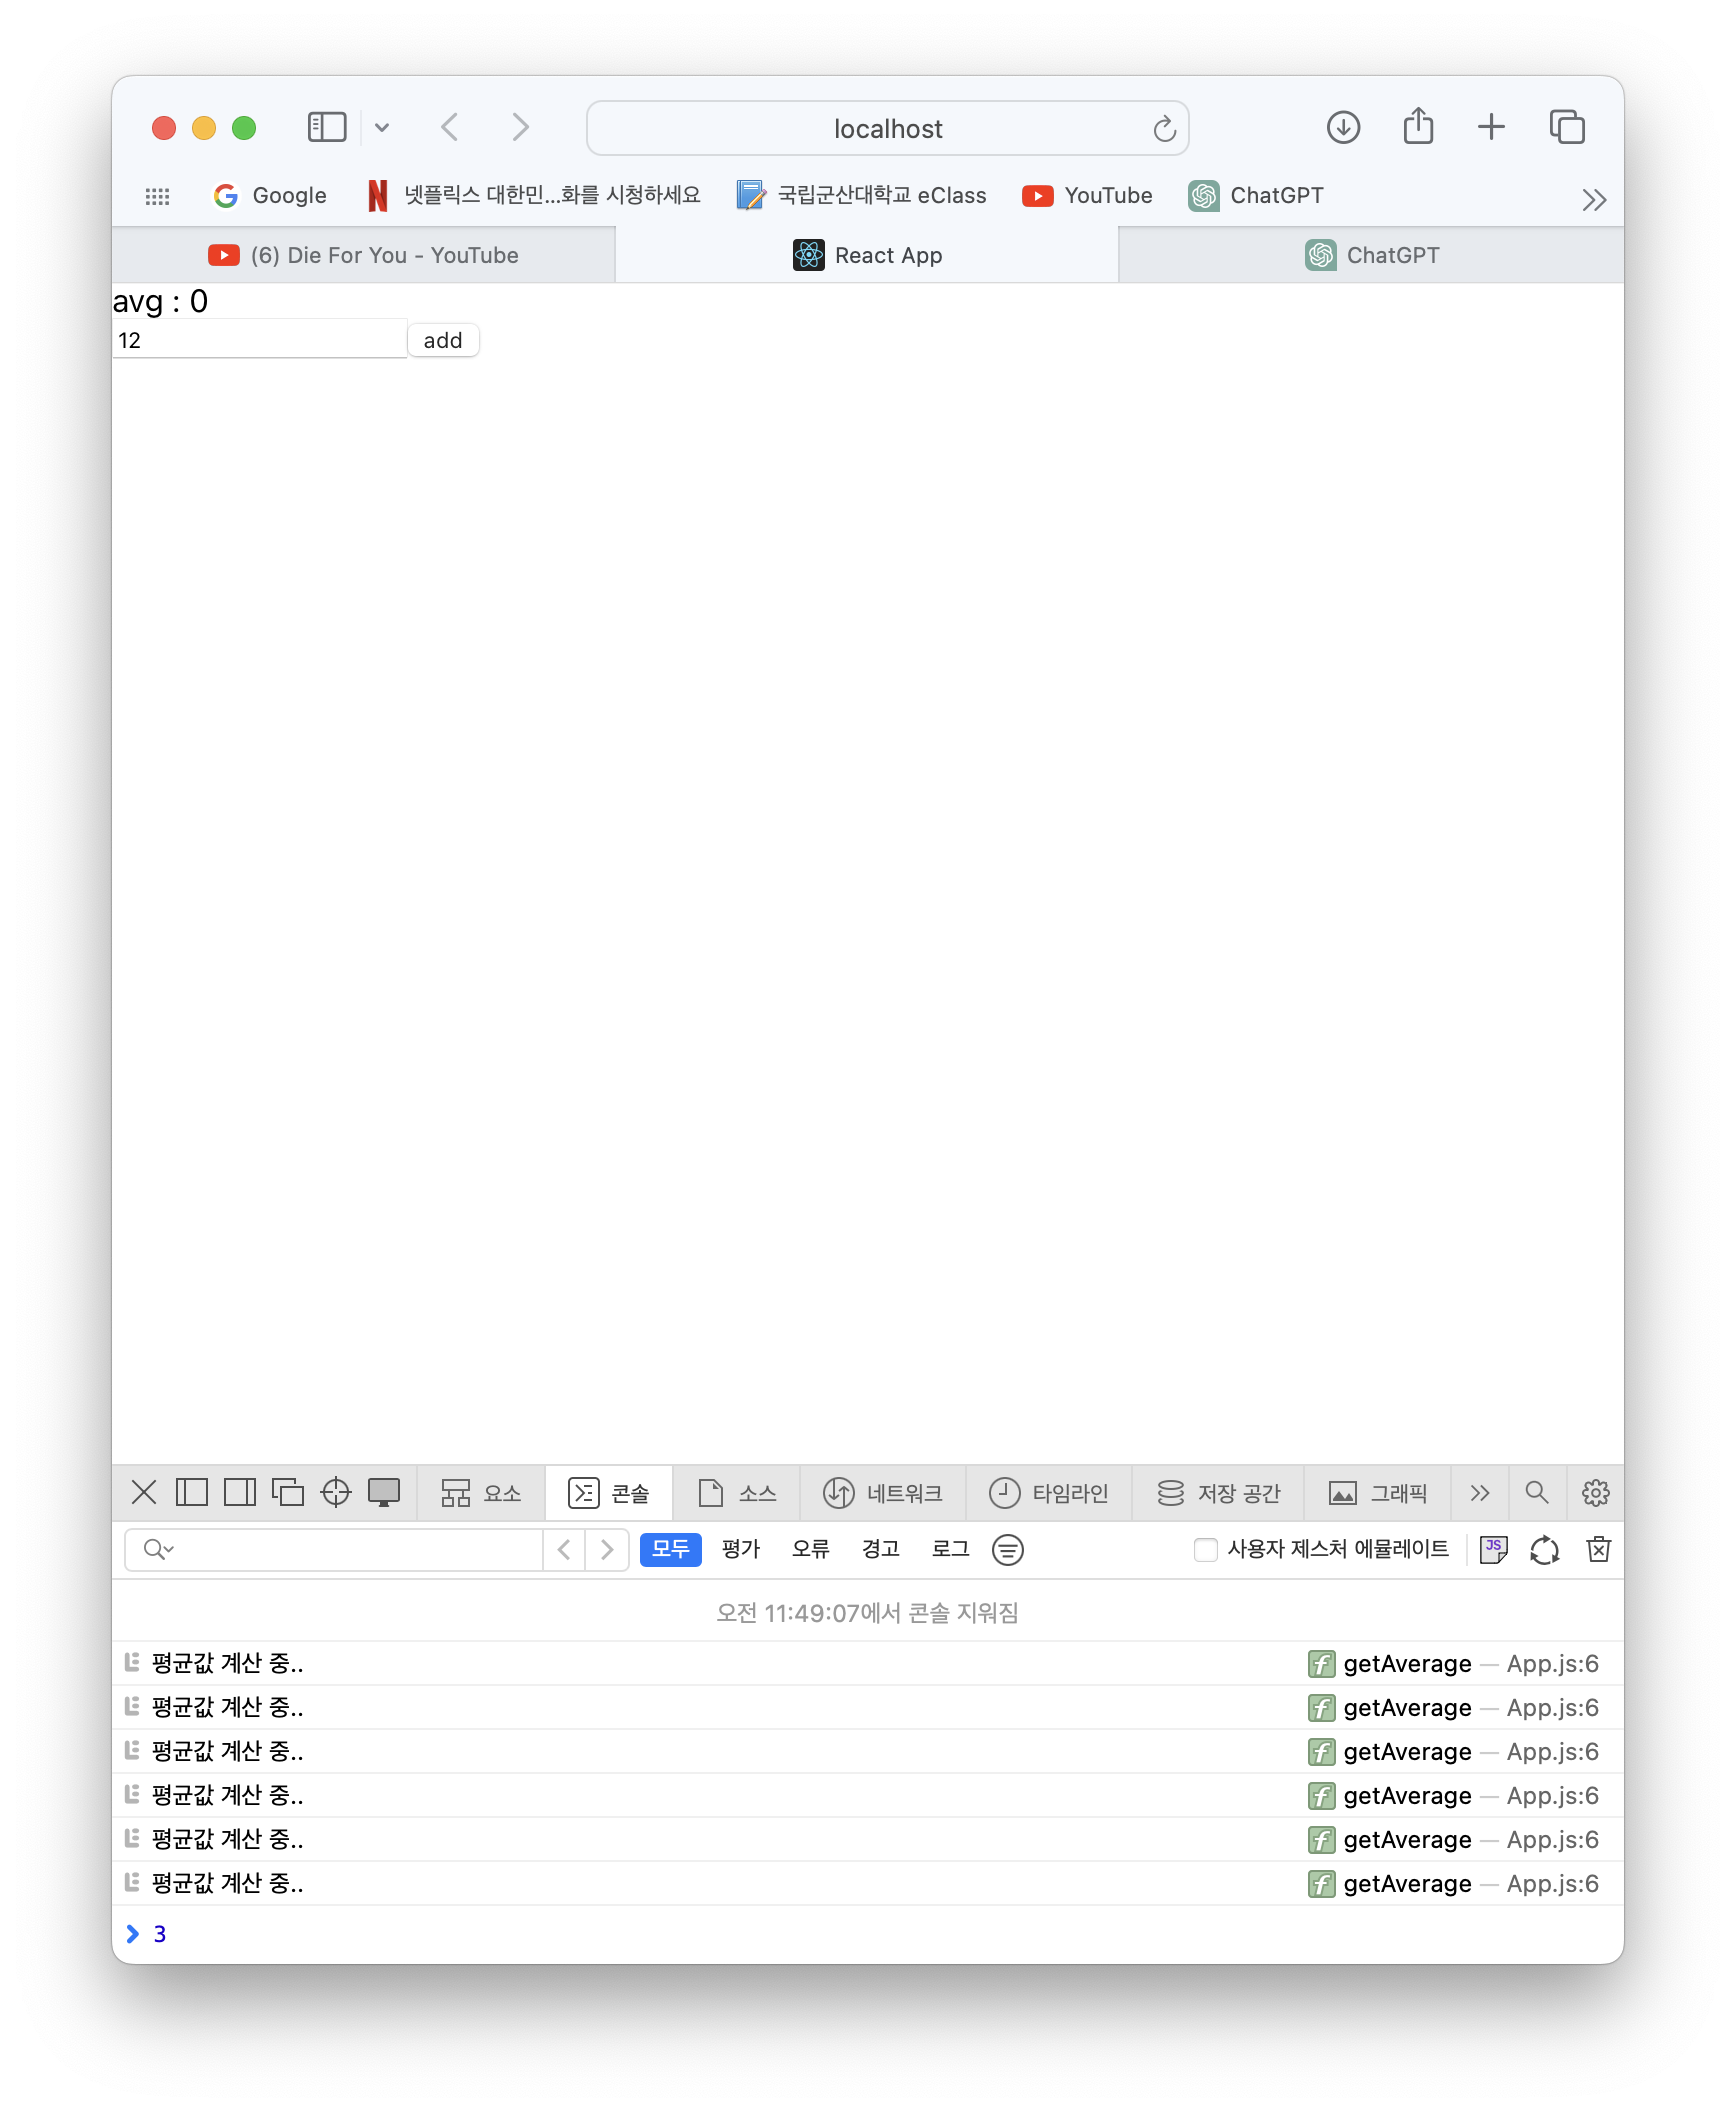 localhost
Google 넷플릭스 대한민...화를 시청하세요 국립군산대학교 eClass YouTube ChatGPT
(6) Die For You - YouTube React App ChatGPT
avg : 0
12 add
요소 콘솔 소스 네트워크 타임라인 저장 공간 그래픽
모두 평가 오류 경고 로그 사용자 제스처 에뮬레이트 JS
오전 11:49:07에서 콘솔 지워짐
평균값 계산 중.. f getAverage — App.js:6
평균값 계산 중.. f getAverage — App.js:6
평균값 계산 중.. f getAverage — App.js:6
평균값 계산 중.. f getAverage — App.js:6
평균값 계산 중.. f getAverage — App.js:6
평균값 계산 중.. f getAverage — App.js:6
3